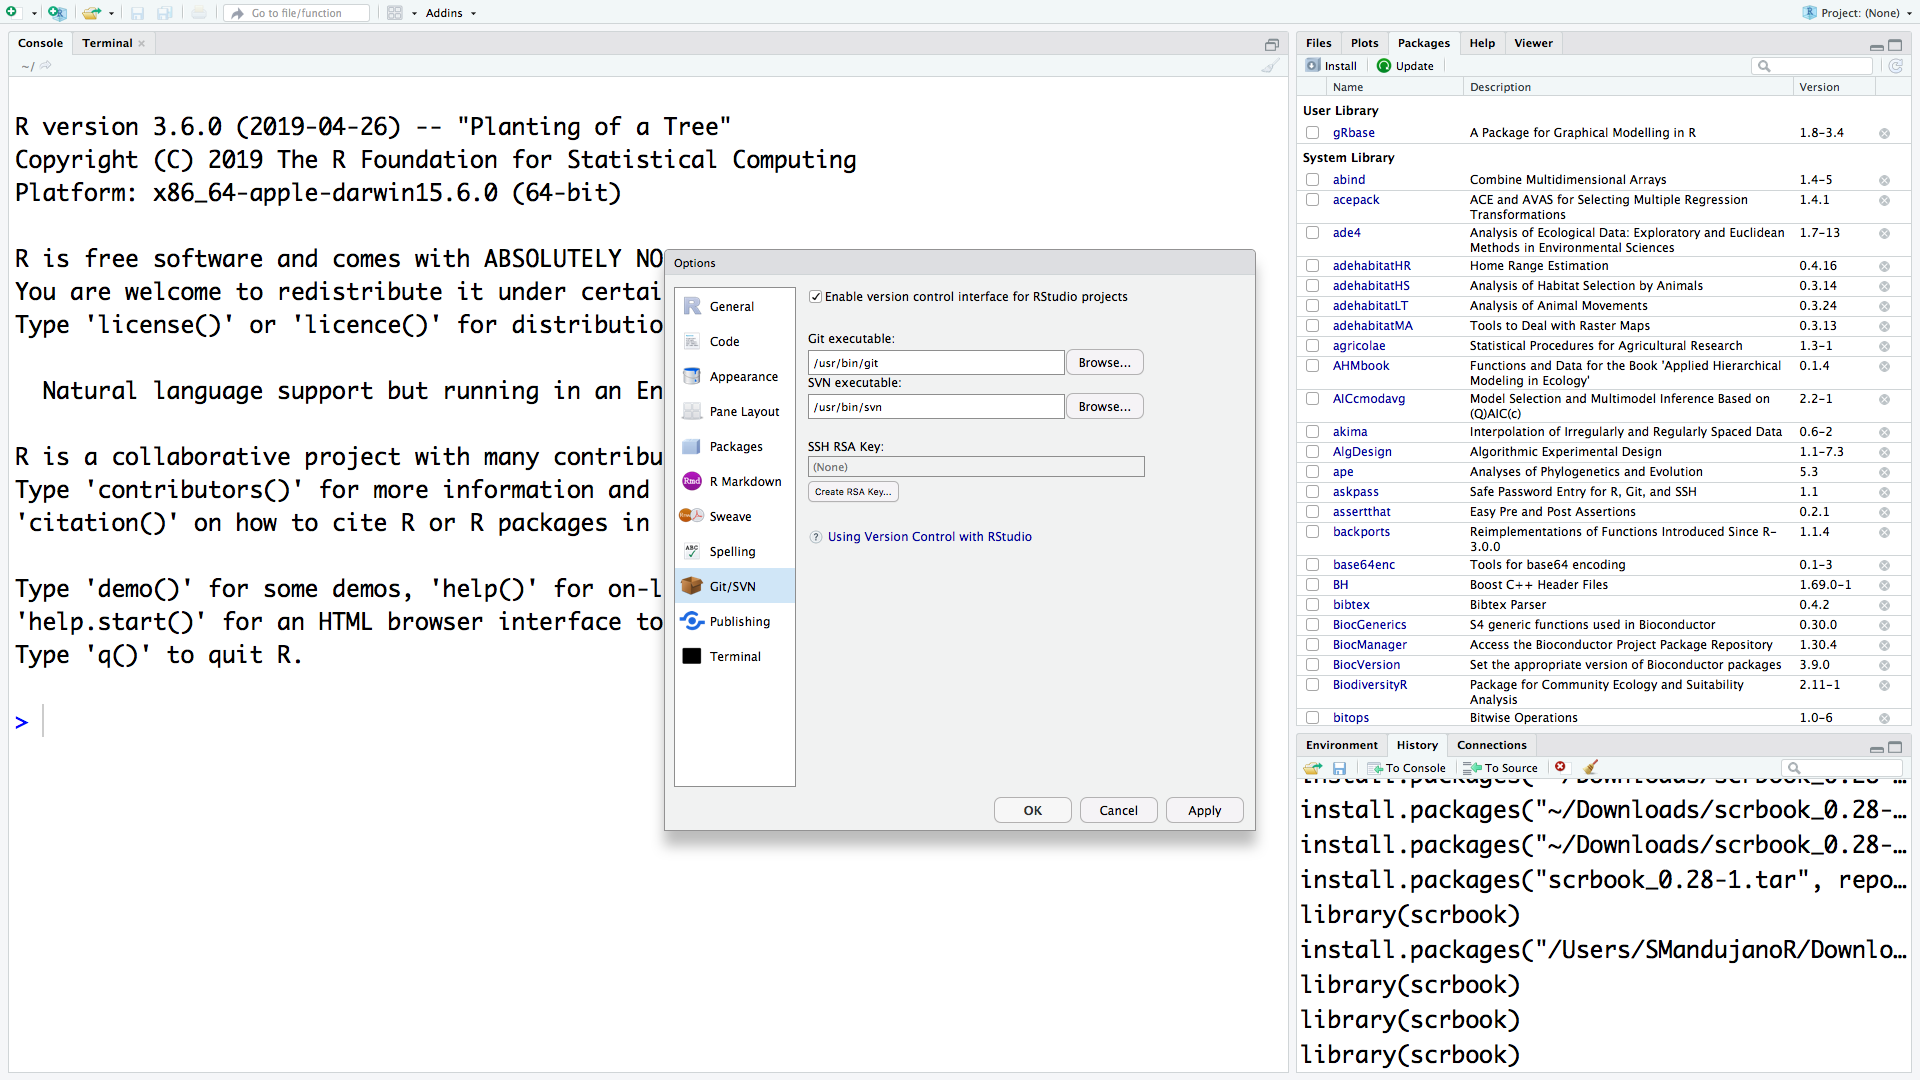 Go to file/function
Addins
Project: (None)
Console
Terminal
~/
R version 3.6.0 (2019-04-26) -- "Planting of a Tree"
Copyright (C) 2019 The R Foundation for Statistical Computing
Platform: x86_64-apple-darwin15.6.0 (64-bit)
R is free software and comes with ABSOLUTELY NO
You are welcome to redistribute it under certai
Type 'license()' or 'licence()' for distributio
Natural language support but running in an En
R is a collaborative project with many contribu
Type 'contributors()' for more information and
'citation()' on how to cite R or R packages in
Type 'demo()' for some demos, 'help()' for on-l
'help.start()' for an HTML browser interface to
Type 'q()' to quit R.
>
Options
General
Code
Appearance
Pane Layout
Packages
Rmd R Markdown
Sweave
ABC Spelling
Git/SVN
Publishing
Terminal
Enable version control interface for RStudio projects
Git executable:
/usr/bin/git Browse...
SVN executable:
/usr/bin/svn Browse...
SSH RSA Key:
(None)
Create RSA Key...
? Using Version Control with RStudio
OK Cancel Apply
Files Plots Packages Help Viewer
Install Update
Name Description Version
User Library
gRbase A Package for Graphical Modelling in R 1.8-3.4
System Library
abind Combine Multidimensional Arrays 1.4-5
acepack ACE and AVAS for Selecting Multiple Regression 1.4.1
Transformations
ade4 Analysis of Ecological Data: Exploratory and Euclidean 1.7-13
Methods in Environmental Sciences
adehabitatHR Home Range Estimation 0.4.16
adehabitatHS Analysis of Habitat Selection by Animals 0.3.14
adehabitatLT Analysis of Animal Movements 0.3.24
adehabitatMA Tools to Deal with Raster Maps 0.3.13
agricolae Statistical Procedures for Agricultural Research 1.3-1
AHMbook Functions and Data for the Book 'Applied Hierarchical 0.1.4
Modeling in Ecology'
AICcmodavg Model Selection and Multimodel Inference Based on 2.2-1
(Q)AIC(c)
akima Interpolation of Irregularly and Regularly Spaced Data 0.6-2
AlgDesign Algorithmic Experimental Design 1.1-7.3
ape Analyses of Phylogenetics and Evolution 5.3
askpass Safe Password Entry for R, Git, and SSH 1.1
assertthat Easy Pre and Post Assertions 0.2.1
backports Reimplementations of Functions Introduced Since R- 1.1.4
3.0.0
base64enc Tools for base64 encoding 0.1-3
BH Boost C++ Header Files 1.69.0-1
bibtex Bibtex Parser 0.4.2
BiocGenerics S4 generic functions used in Bioconductor 0.30.0
BiocManager Access the Bioconductor Project Package Repository 1.30.4
BiocVersion Set the appropriate version of Bioconductor packages 3.9.0
BiodiversityR Package for Community Ecology and Suitability 2.11-1
Analysis
bitops Bitwise Operations 1.0-6
Environment History Connections
To Console To Source
install.packages("~/Downloads/scrbook_0.28-...
install.packages("~/Downloads/scrbook_0.28-...
install.packages("~/Downloads/scrbook_0.28-...
install.packages("scrbook_0.28-1.tar", repo...
library(scrbook)
install.packages("/Users/SMandujanoR/Downlo...
library(scrbook)
library(scrbook)
library(scrbook)